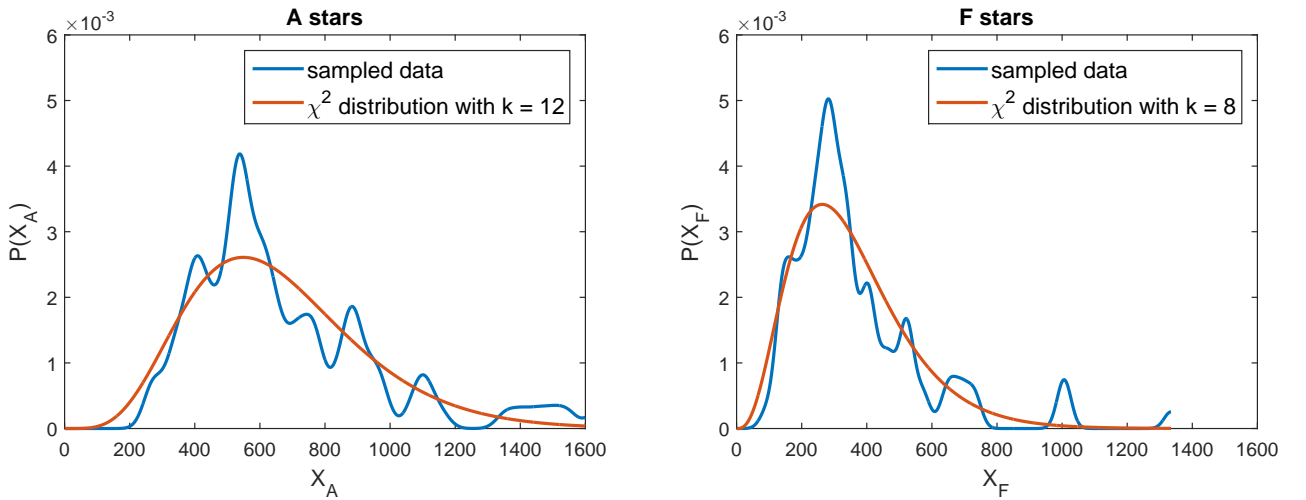 A stars
×10⁻³
6
5
4
3
2
1
0
P(X_A)
sampled data
χ² distribution with k = 12
0 200 400 600 800 1000 1200 1400 1600
X_A
F stars
×10⁻³
6
5
4
3
2
1
0
P(X_F)
sampled data
χ² distribution with k = 8
0 200 400 600 800 1000 1200 1400 1600
X_F